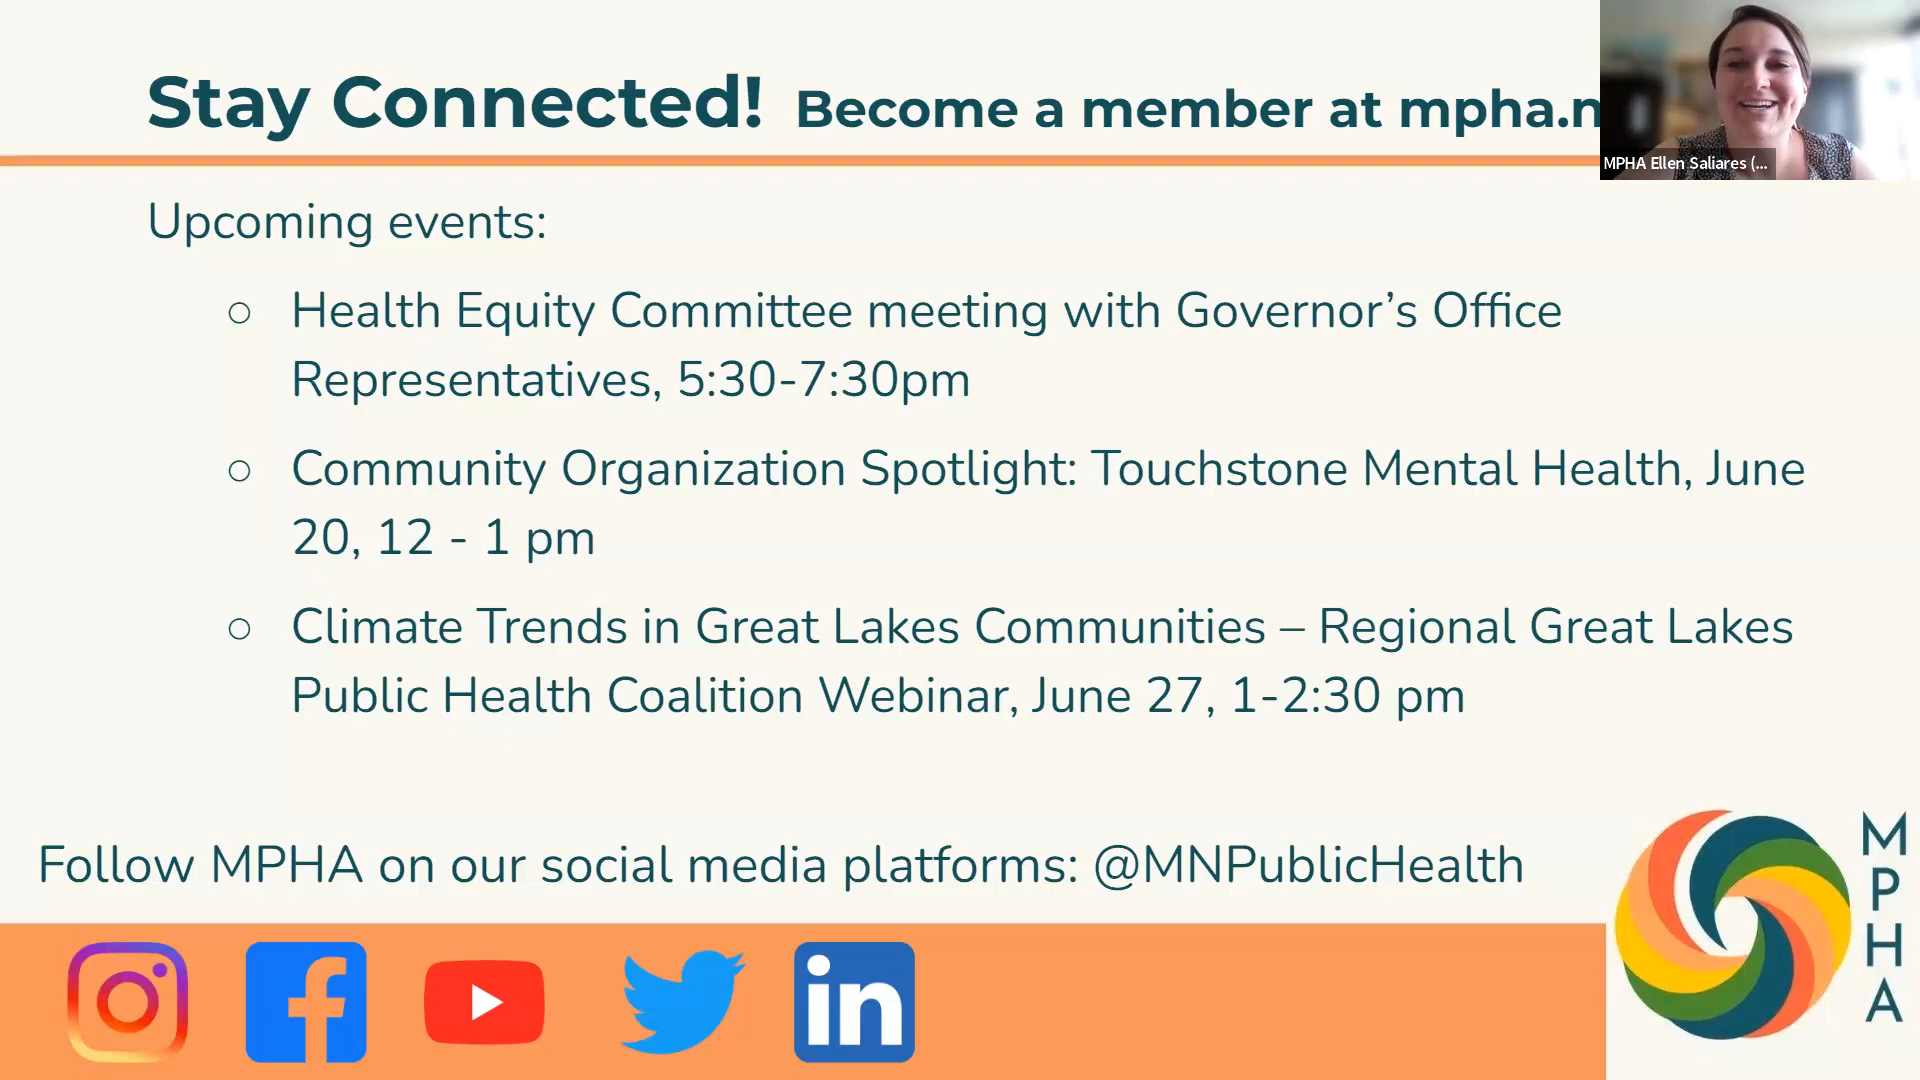 Stay Connected! Become a member at mpha.n
MPHA Ellen Saliares (...
Upcoming events:
○ Health Equity Committee meeting with Governor’s Office
Representatives, 5:30-7:30pm
○ Community Organization Spotlight: Touchstone Mental Health, June
20, 12 - 1 pm
○ Climate Trends in Great Lakes Communities – Regional Great Lakes
Public Health Coalition Webinar, June 27, 1-2:30 pm
Follow MPHA on our social media platforms: @MNPublicHealth
MPHA
in